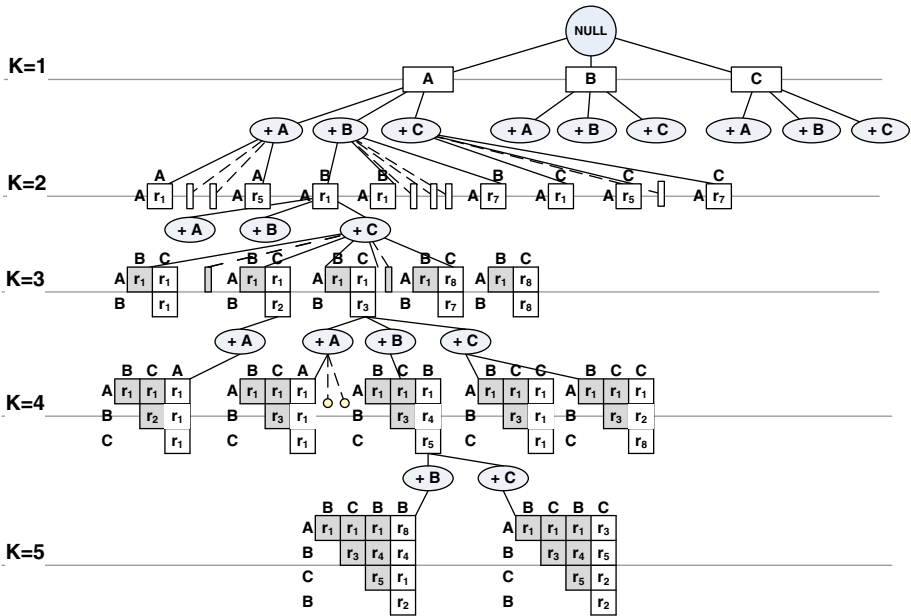 NULL
K=1
A B C
+ A + B + C + A + B + C + A + B + C
A A B B B C C C
K=2
A r1 A r5 A r1 A r1 A r7 A r1 A r5 A r7
+ A + B + C
B C B C B C B C B C
K=3
A r1 r1 A r1 r1 A r1 r1 A r1 r8 A r1 r8
B r1 B r2 B r3 B r7 B r8
+ A + A + B + C
B C A B C A B C B B C C B C C
A r1 r1 r1 A r1 r1 r1 A r1 r1 r1 A r1 r1 r1 A r1 r1 r1
K=4
B r2 r1 B r3 r1 B r3 r4 B r3 r1 B r3 r2
C r1 C r1 C r5 C r1 C r8
+ B + C
B C B B B C B C
A r1 r1 r1 r8 A r1 r1 r1 r3
K=5
B r3 r4 r4 B r3 r4 r5
C r5 r1 C r5 r2
B r2 B r2